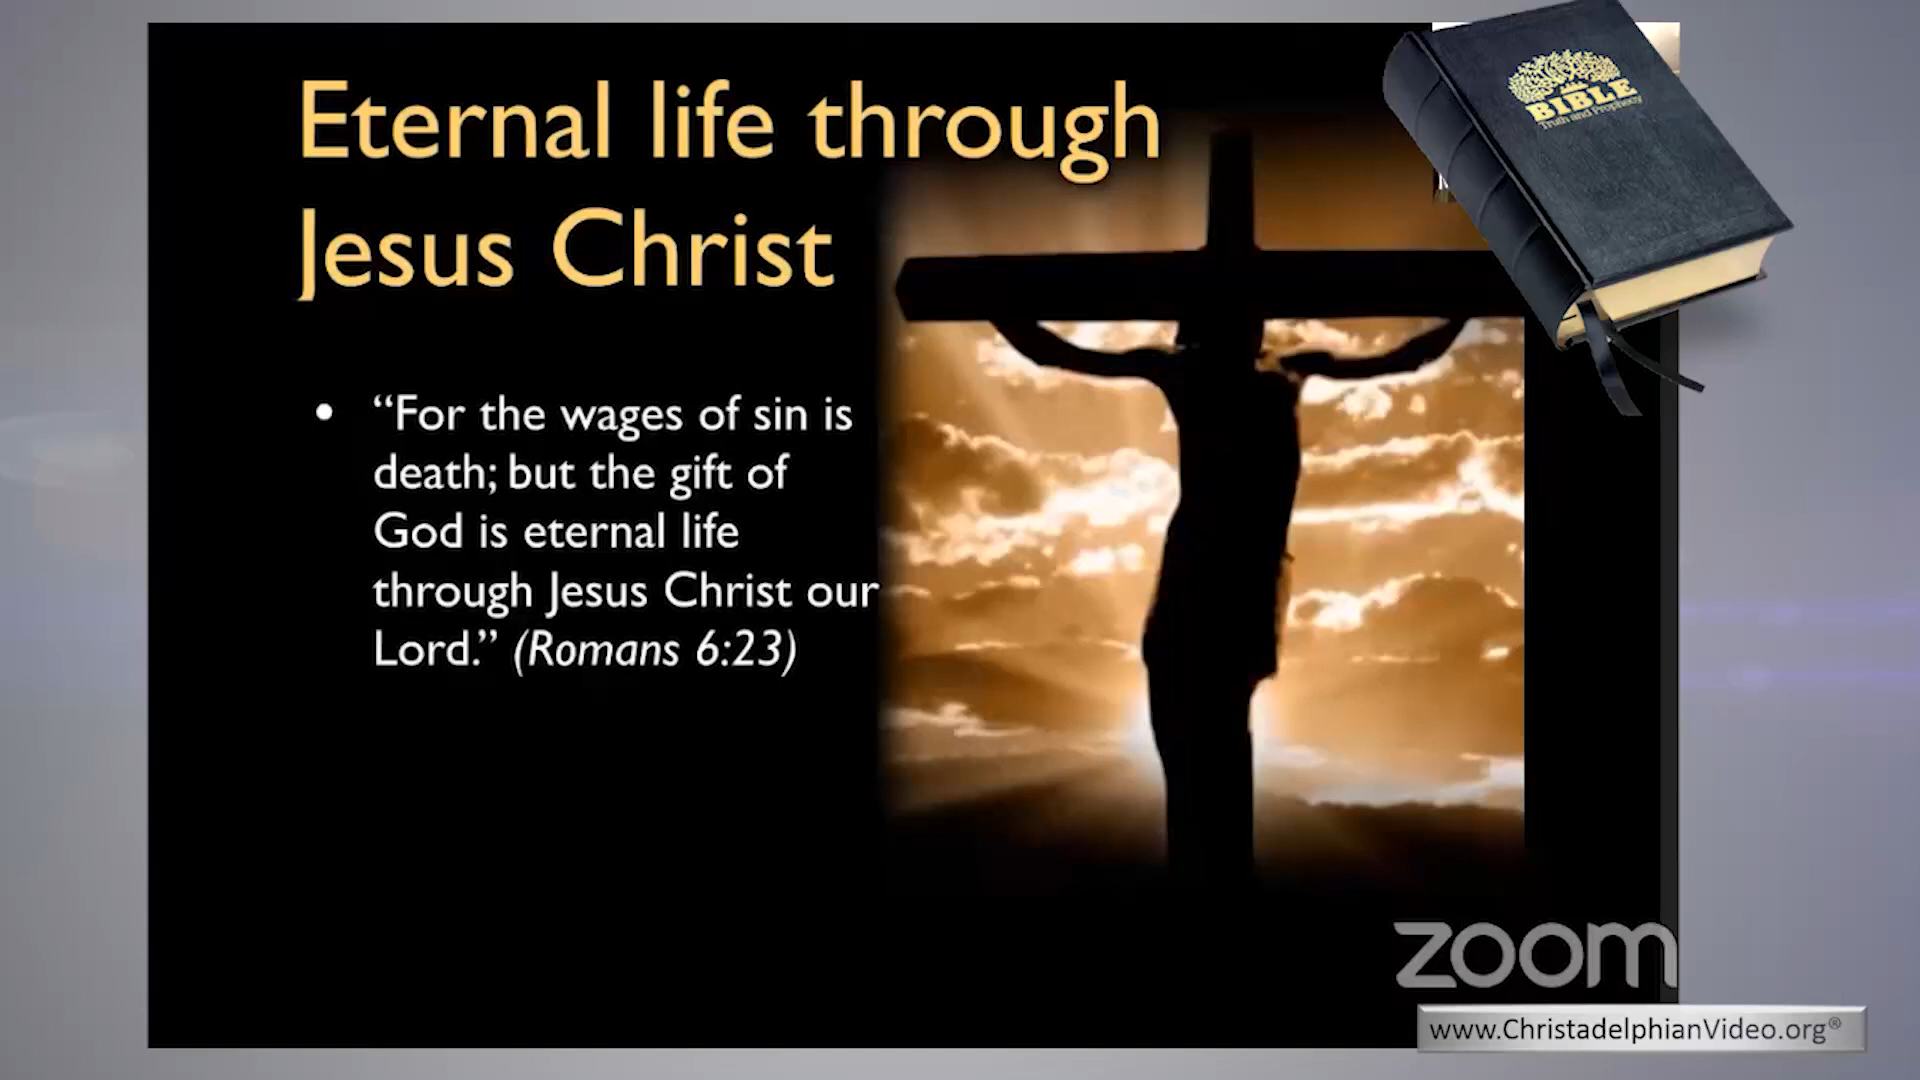 Eternal life through
Jesus Christ
• “For the wages of sin is
death; but the gift of
God is eternal life
through Jesus Christ our
Lord.” (Romans 6:23)
BIBLE
Truth and Prophecy
zoom
www.ChristadelphianVideo.org®